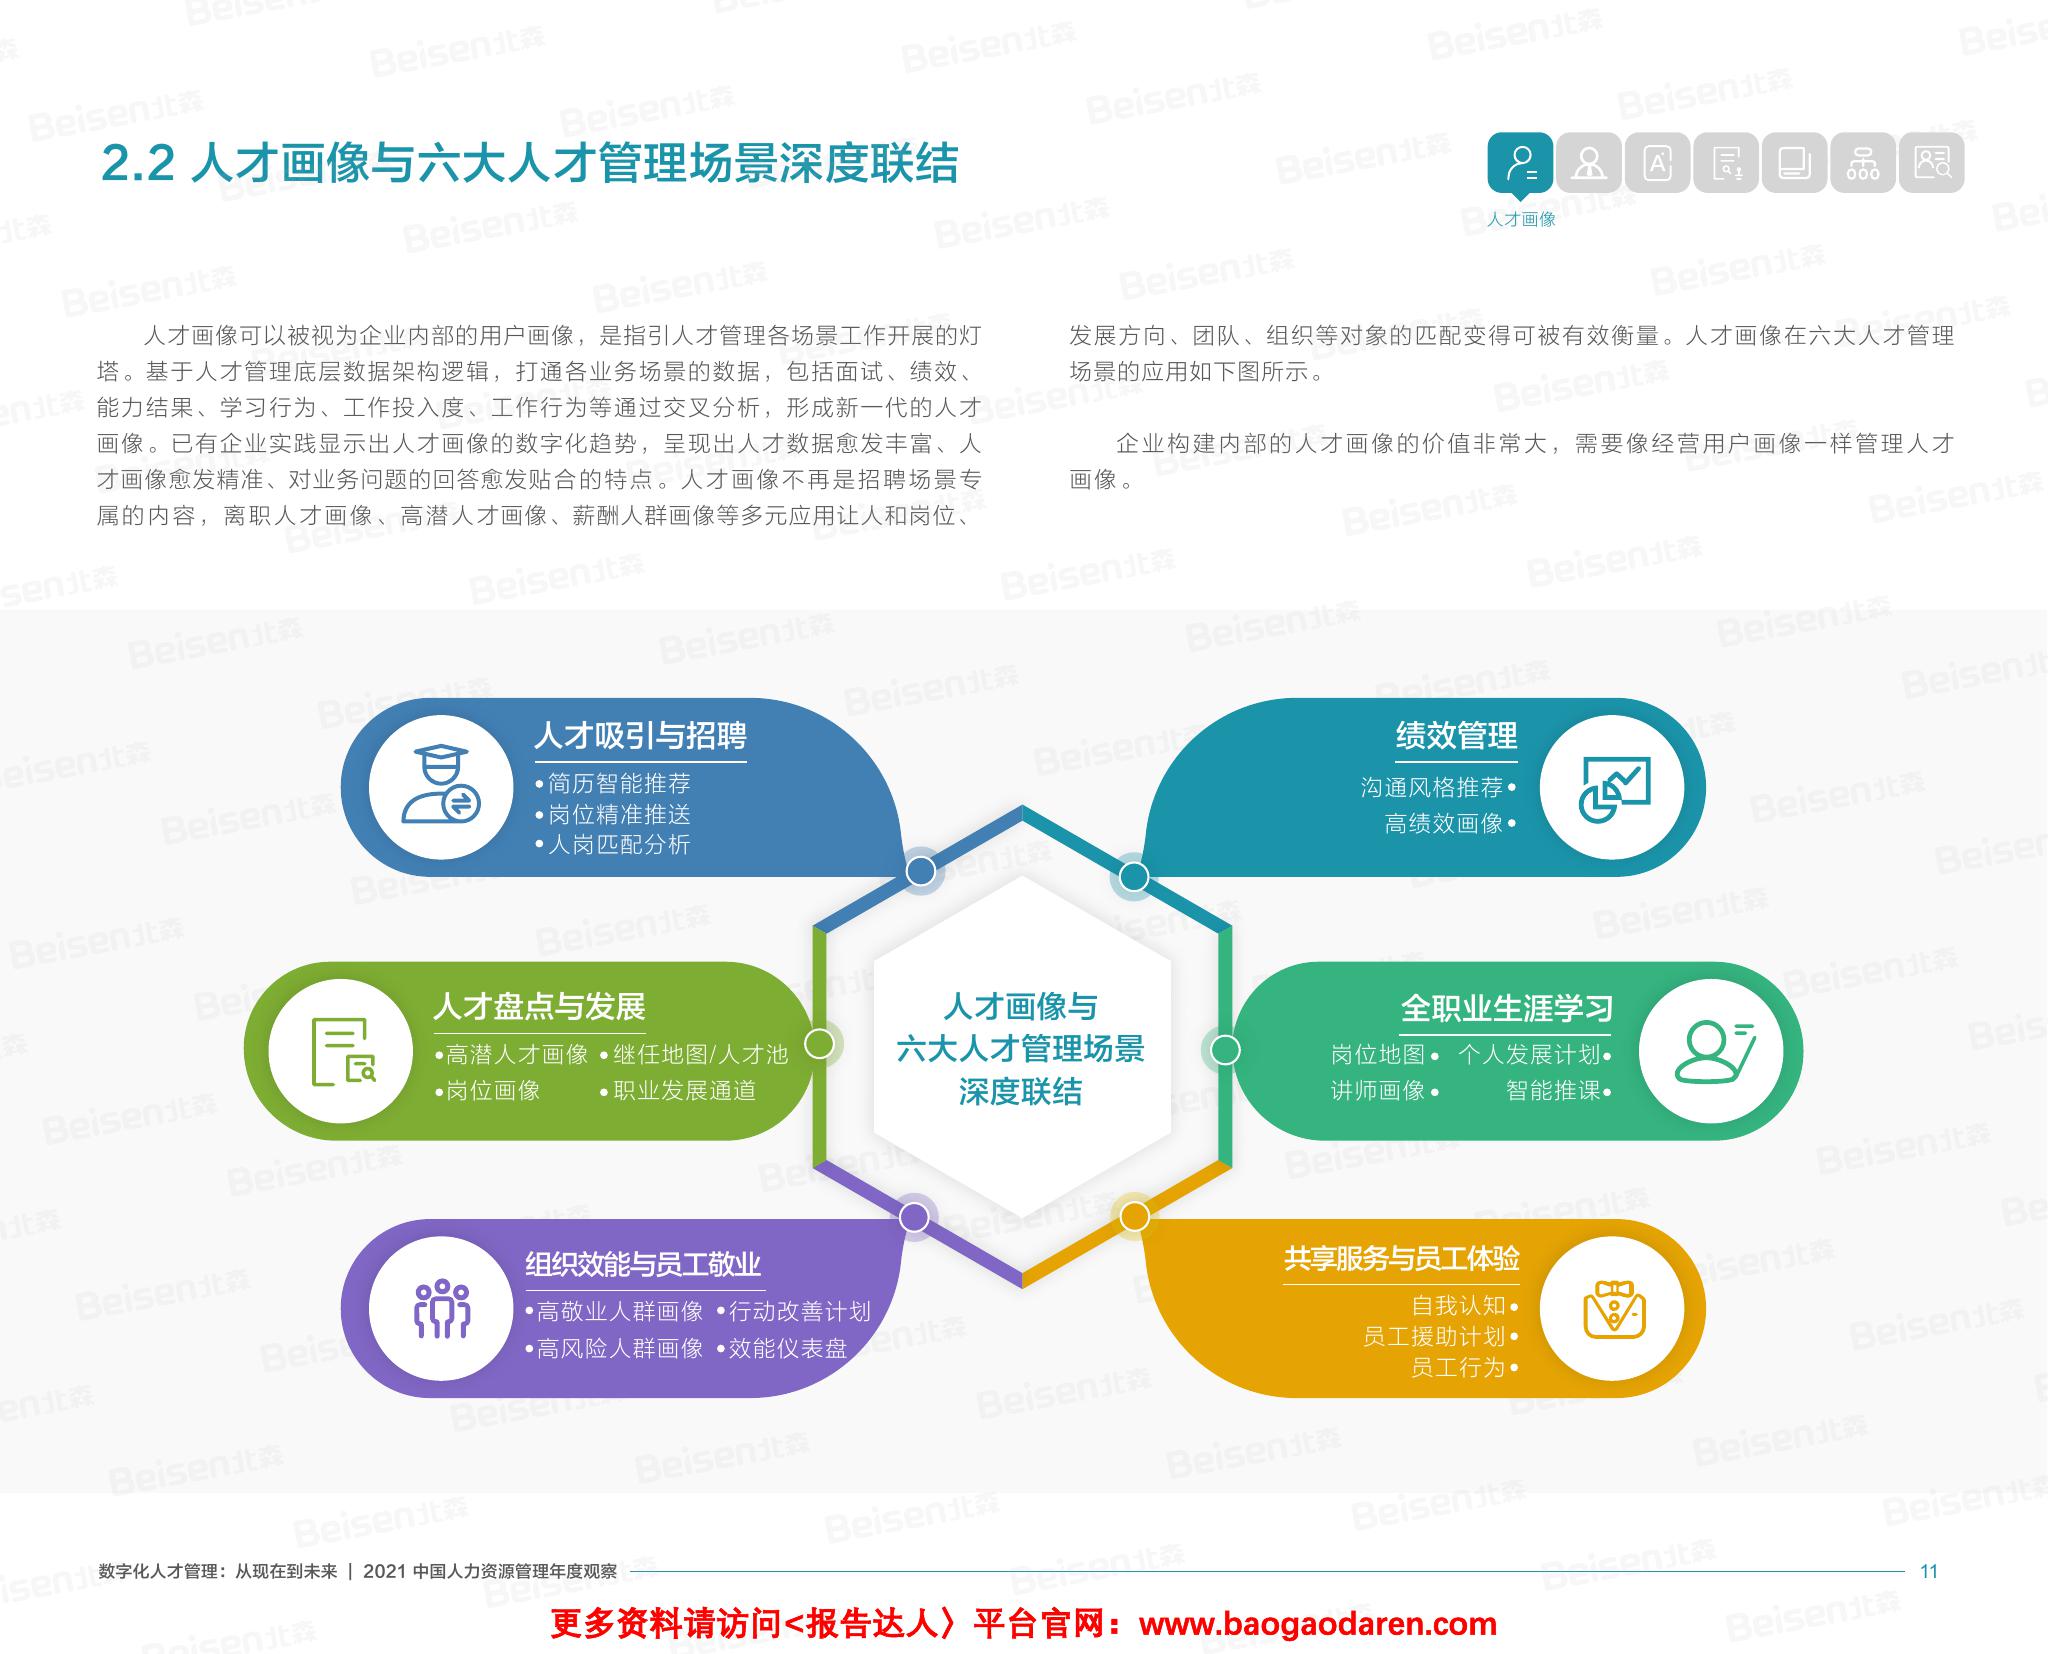 2.2 人才画像与六大人才管理场景深度联结
人才画像
人才画像可以被视为企业内部的用户画像，是指引人才管理各场景工作开展的灯
塔。基于人才管理底层数据架构逻辑，打通各业务场景的数据，包括面试、绩效、
能力结果、学习行为、工作投入度、工作行为等通过交叉分析，形成新一代的人才
画像。已有企业实践显示出人才画像的数字化趋势，呈现出人才数据愈发丰富、人
才画像愈发精准、对业务问题的回答愈发贴合的特点。人才画像不再是招聘场景专
属的内容，离职人才画像、高潜人才画像、薪酬人群画像等多元应用让人和岗位、
发展方向、团队、组织等对象的匹配变得可被有效衡量。人才画像在六大人才管理
场景的应用如下图所示。
企业构建内部的人才画像的价值非常大，需要像经营用户画像一样管理人才
画像。
人才吸引与招聘
•简历智能推荐
•岗位精准推送
•人岗匹配分析
绩效管理
沟通风格推荐•
高绩效画像•
人才盘点与发展
•高潜人才画像 •继任地图/人才池
•岗位画像 •职业发展通道
人才画像与
六大人才管理场景
深度联结
全职业生涯学习
岗位地图• 个人发展计划•
讲师画像• 智能推课•
组织效能与员工敬业
•高敬业人群画像 •行动改善计划
•高风险人群画像 •效能仪表盘
共享服务与员工体验
自我认知•
员工援助计划•
员工行为•
数字化人才管理：从现在到未来 | 2021 中国人力资源管理年度观察 11
更多资料请访问<报告达人〉平台官网：www.baogaodaren.com
Beisen北森